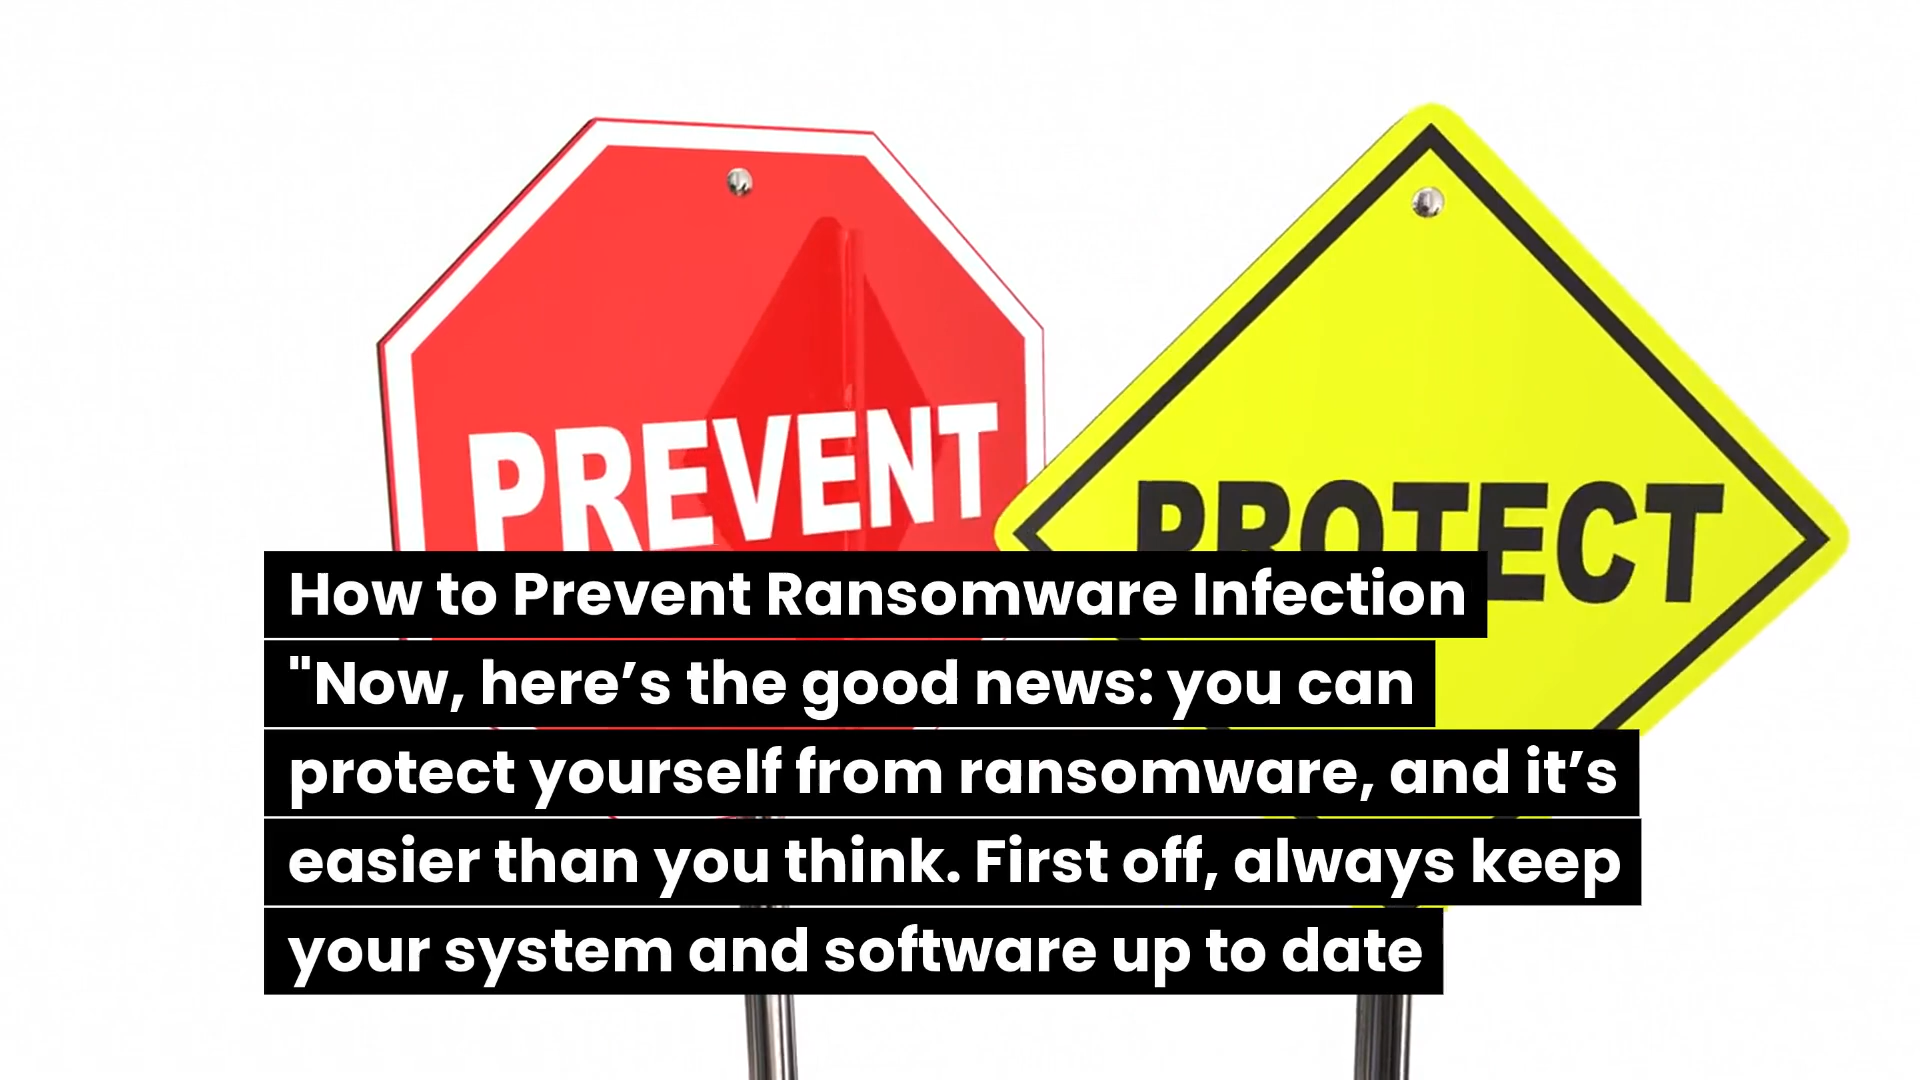 PREVENT
PROTECT
How to Prevent Ransomware Infection
"Now, here’s the good news: you can
protect yourself from ransomware, and it’s
easier than you think. First off, always keep
your system and software up to date